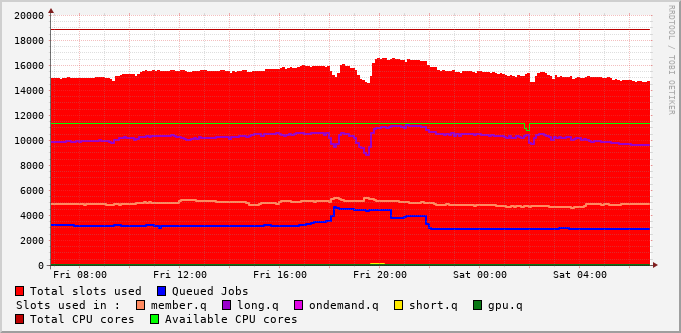 20000
18000
16000
14000
12000
10000
8000
6000
4000
2000
0
Fri 08:00 Fri 12:00 Fri 16:00 Fri 20:00 Sat 00:00 Sat 04:00
Total slots used Queued Jobs
Slots used in : member.q long.q ondemand.q short.q gpu.q
Total CPU cores Available CPU cores
RRDTOOL / TOBI OETIKER